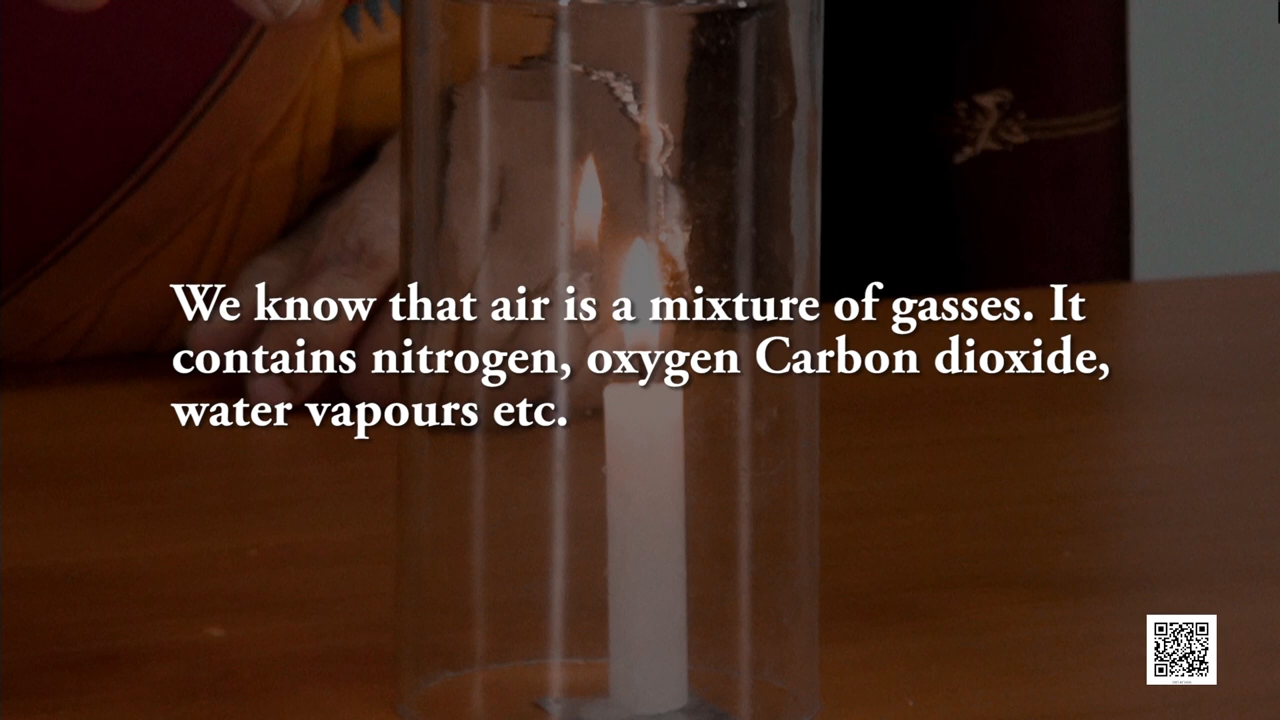 We know that air is a mixture of gasses. It
contains nitrogen, oxygen Carbon dioxide,
water vapours etc.